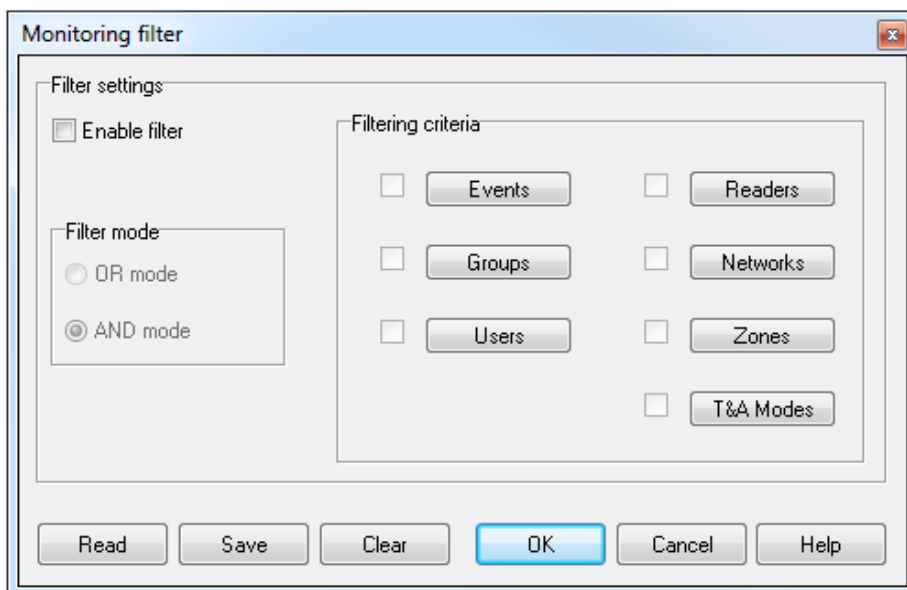 Monitoring filter
Filter settings
Enable filter
Filtering criteria
Events
Readers
Filter mode
OR mode
Groups
Networks
AND mode
Users
Zones
T&A Modes
Read
Save
Clear
OK
Cancel
Help